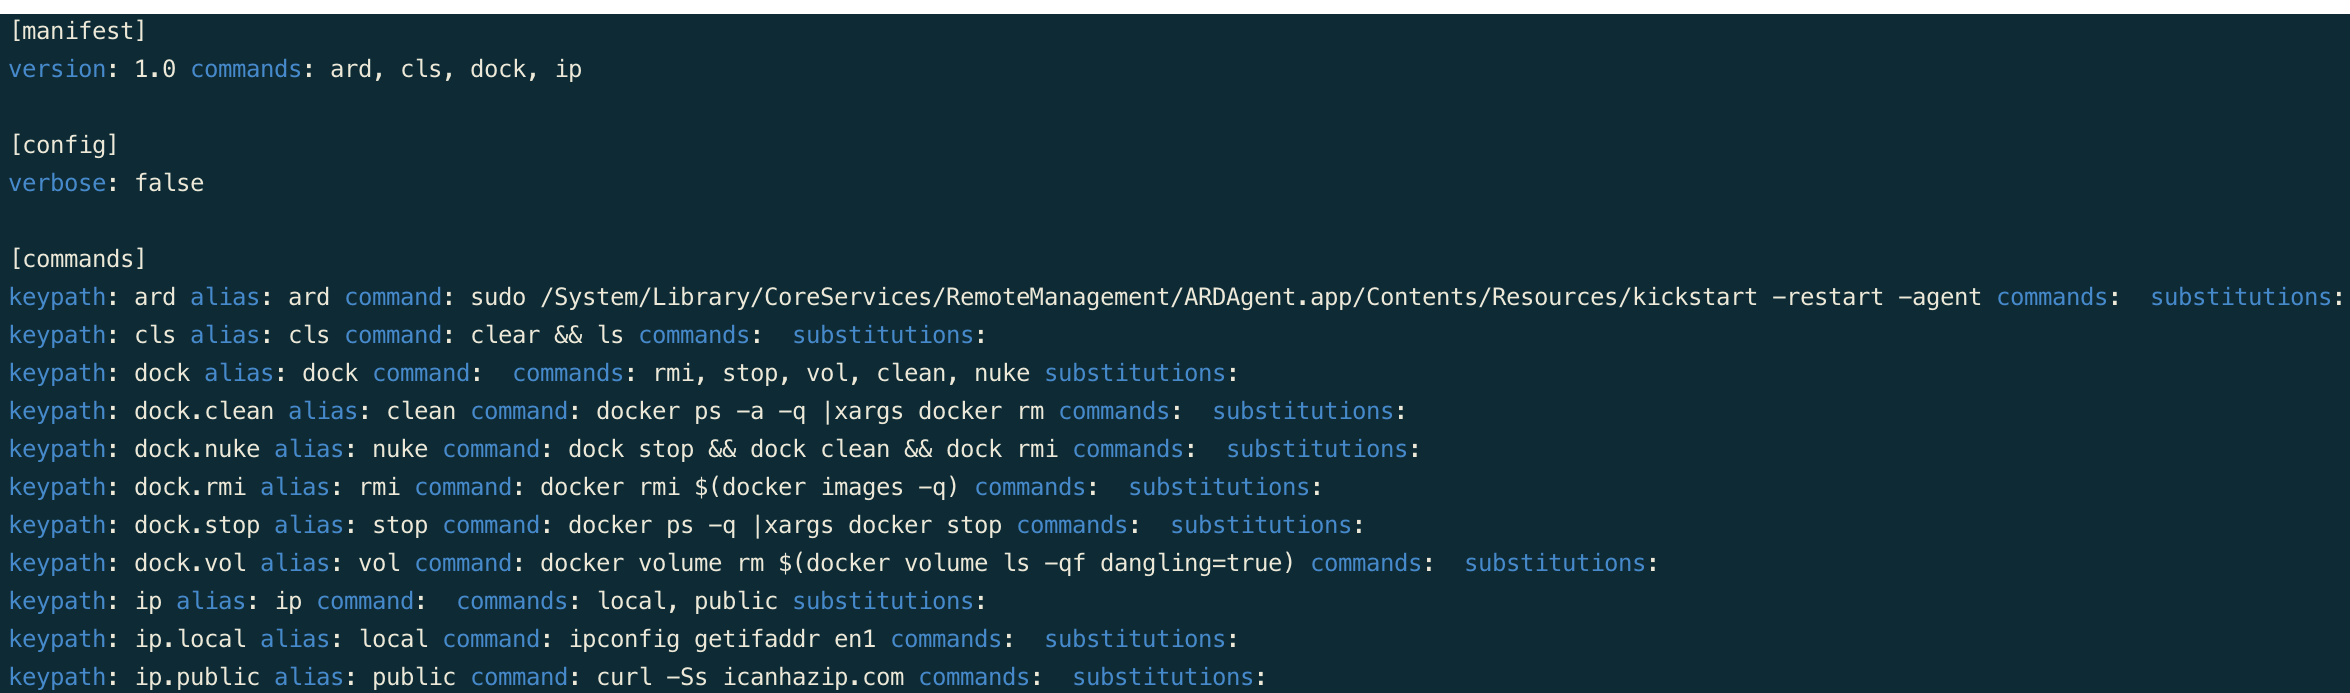 [manifest]
version: 1.0 commands: ard, cls, dock, ip
[config]
verbose: false
[commands]
keypath: ard alias: ard command: sudo /System/Library/CoreServices/RemoteManagement/ARDAgent.app/Contents/Resources/kickstart -restart -agent commands:  substitutions:
keypath: cls alias: cls command: clear && ls commands:  substitutions:
keypath: dock alias: dock command:  commands: rmi, stop, vol, clean, nuke substitutions:
keypath: dock.clean alias: clean command: docker ps -a -q |xargs docker rm commands:  substitutions:
keypath: dock.nuke alias: nuke command: dock stop && dock clean && dock rmi commands:  substitutions:
keypath: dock.rmi alias: rmi command: docker rmi $(docker images -q) commands:  substitutions:
keypath: dock.stop alias: stop command: docker ps -q |xargs docker stop commands:  substitutions:
keypath: dock.vol alias: vol command: docker volume rm $(docker volume ls -qf dangling=true) commands:  substitutions:
keypath: ip alias: ip command:  commands: local, public substitutions:
keypath: ip.local alias: local command: ipconfig getifaddr en1 commands:  substitutions:
keypath: ip.public alias: public command: curl -Ss icanhazip.com commands:  substitutions: